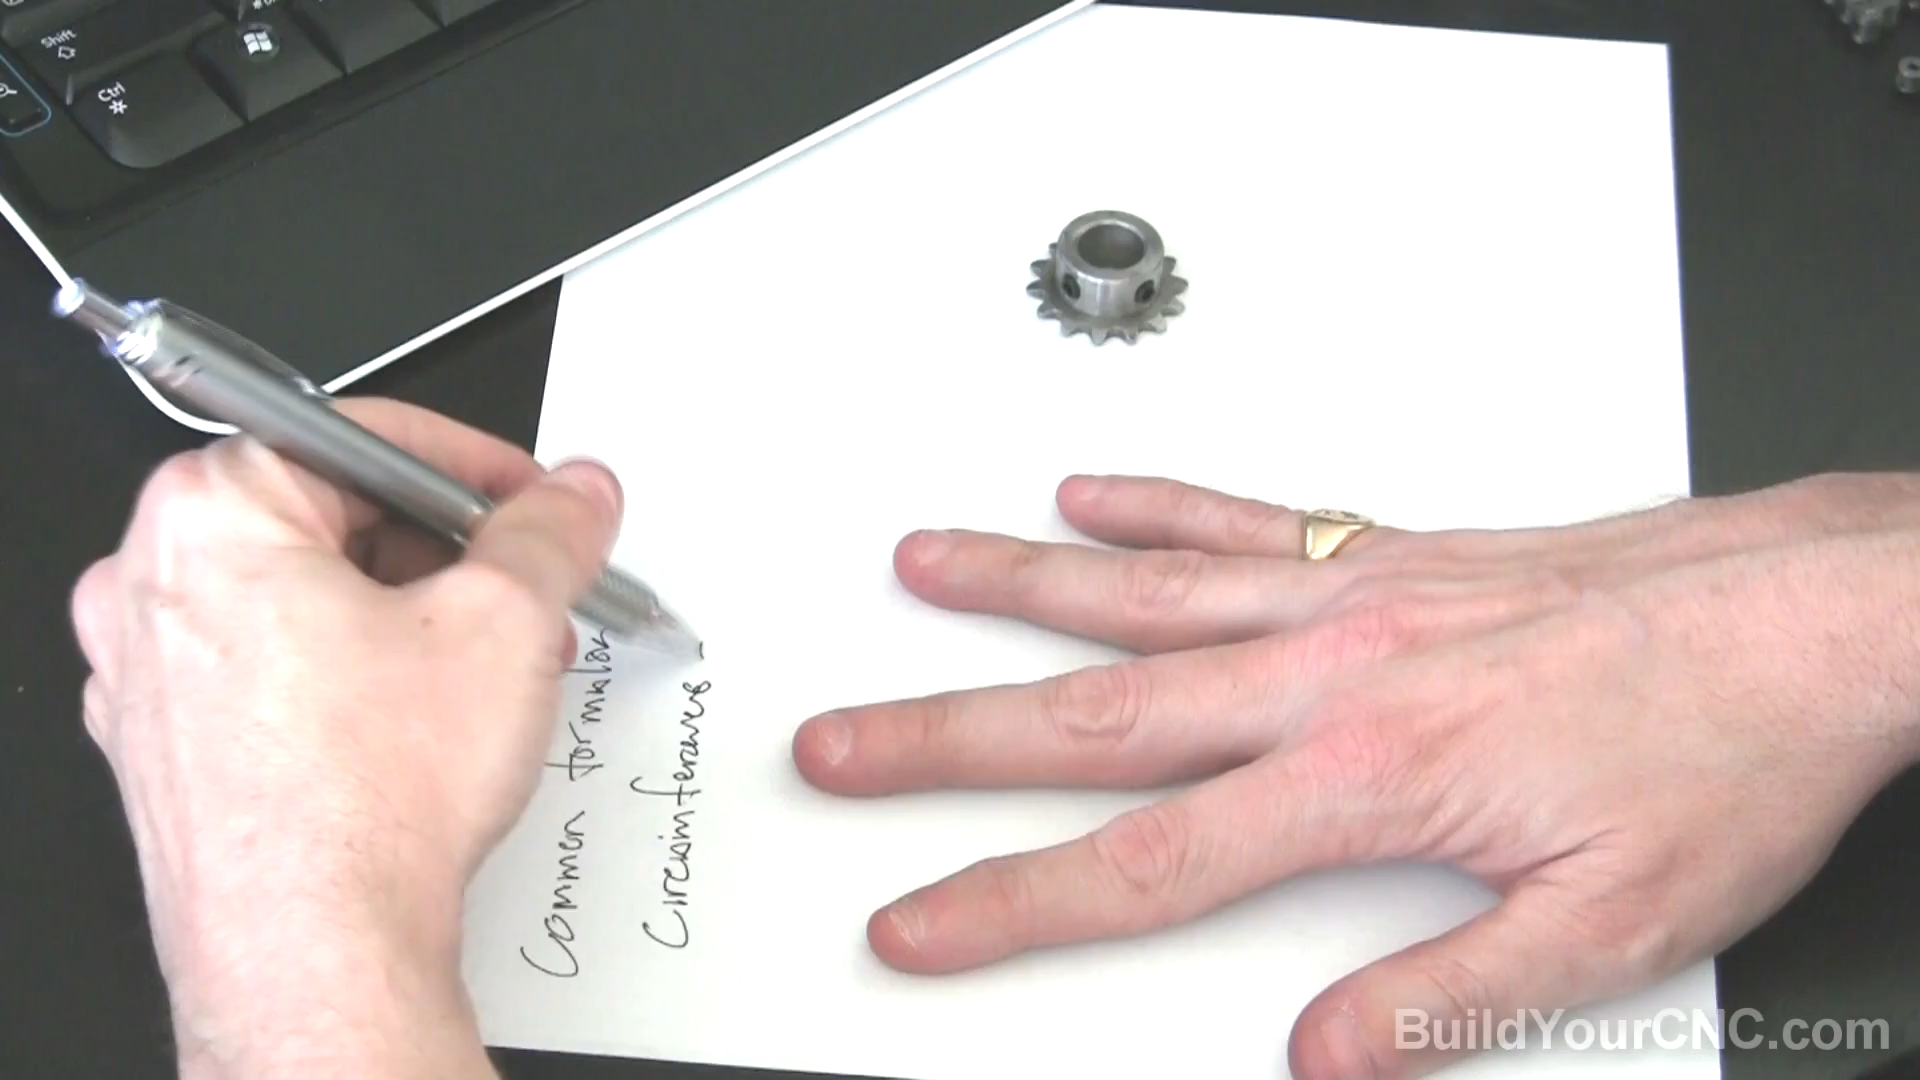 Shift
Ctrl
Common formulas
Circumference -
BuildYourCNC.com